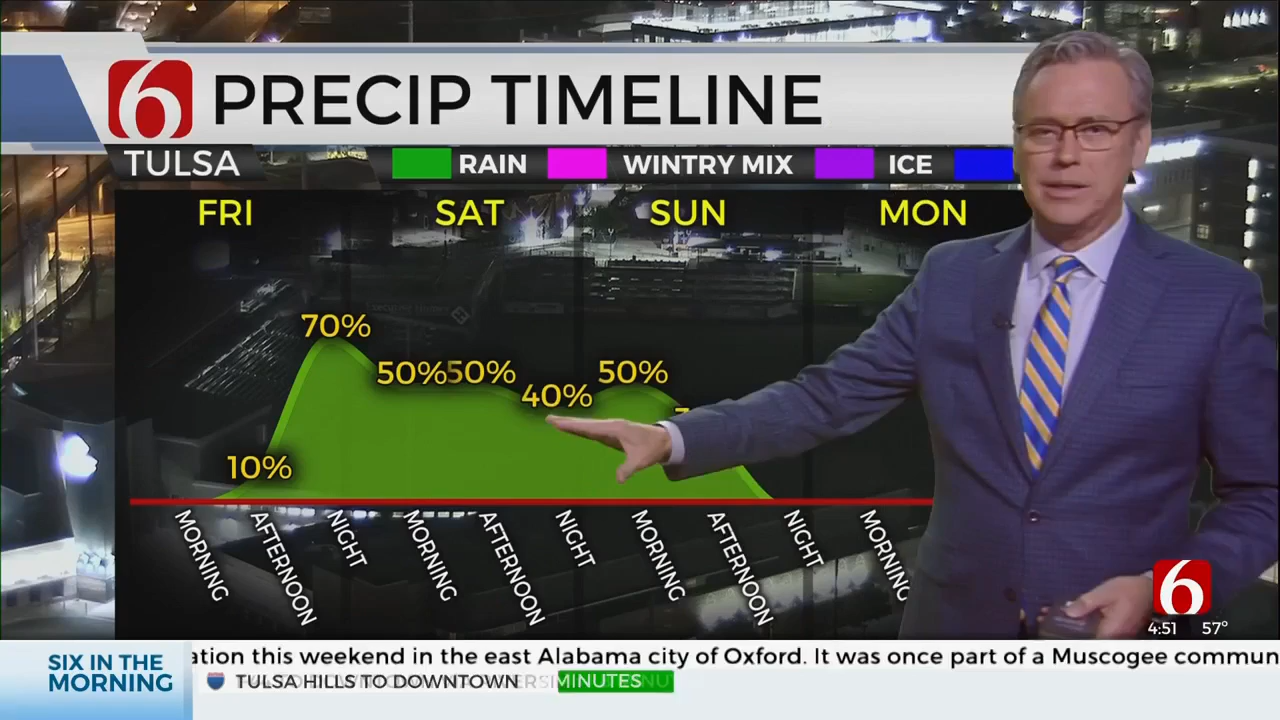 6 PRECIP TIMELINE
TULSA
RAIN WINTRY MIX ICE
FRI SAT SUN MON
70%
50% 50% 40% 50%
10%
MORNING AFTERNOON NIGHT MORNING AFTERNOON NIGHT MORNING AFTERNOON NIGHT MORNING
6
4:51 57°
SIX IN THE
MORNING
ation this weekend in the east Alabama city of Oxford. It was once part of a Muscogee commun
TULSA HILLS TO DOWNTOWN MINUTES